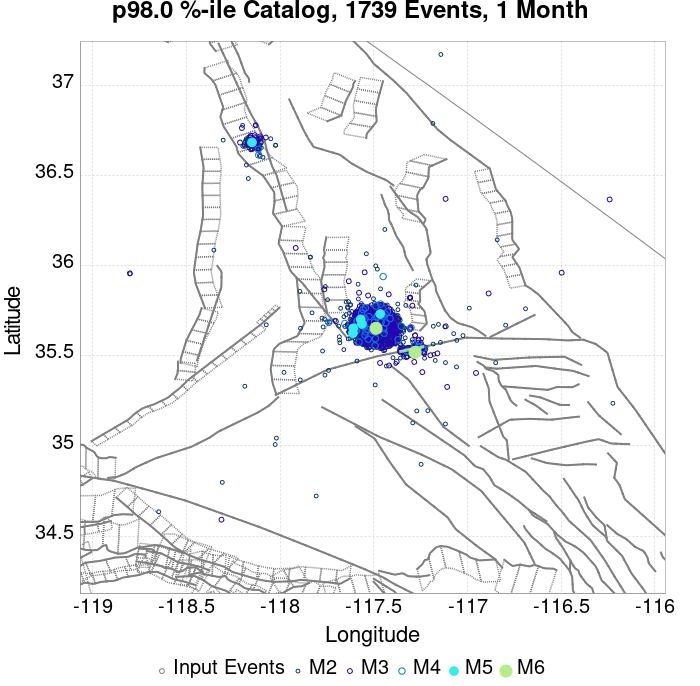 p98.0 %-ile Catalog, 1739 Events, 1 Month
37
36.5
36
35.5
35
34.5
Latitude
-119 -118.5 -118 -117.5 -117 -116.5 -116
Longitude
Input Events M2 M3 M4 M5 M6